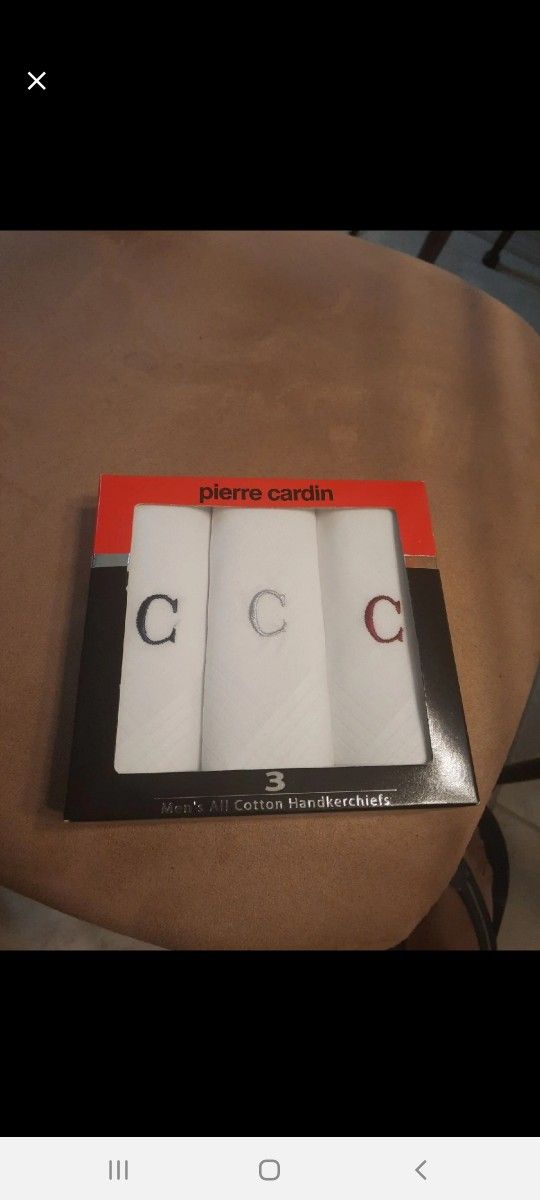 pierre cardin
C C C
3
Men's All Cotton Handkerchiefs